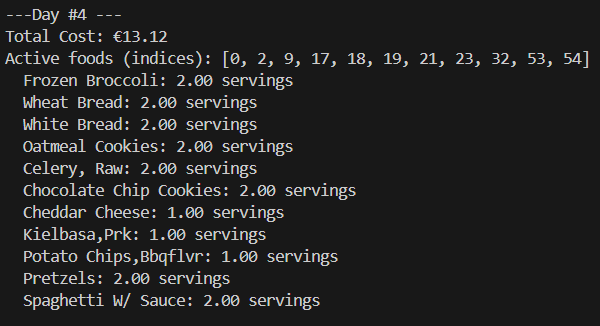 ---Day #4 ---
Total Cost: €13.12
Active foods (indices): [0, 2, 9, 17, 18, 19, 21, 23, 32, 53, 54]
Frozen Broccoli: 2.00 servings
Wheat Bread: 2.00 servings
White Bread: 2.00 servings
Oatmeal Cookies: 2.00 servings
Celery, Raw: 2.00 servings
Chocolate Chip Cookies: 2.00 servings
Cheddar Cheese: 1.00 servings
Kielbasa,Prk: 1.00 servings
Potato Chips,Bbqflvr: 1.00 servings
Pretzels: 2.00 servings
Spaghetti W/ Sauce: 2.00 servings